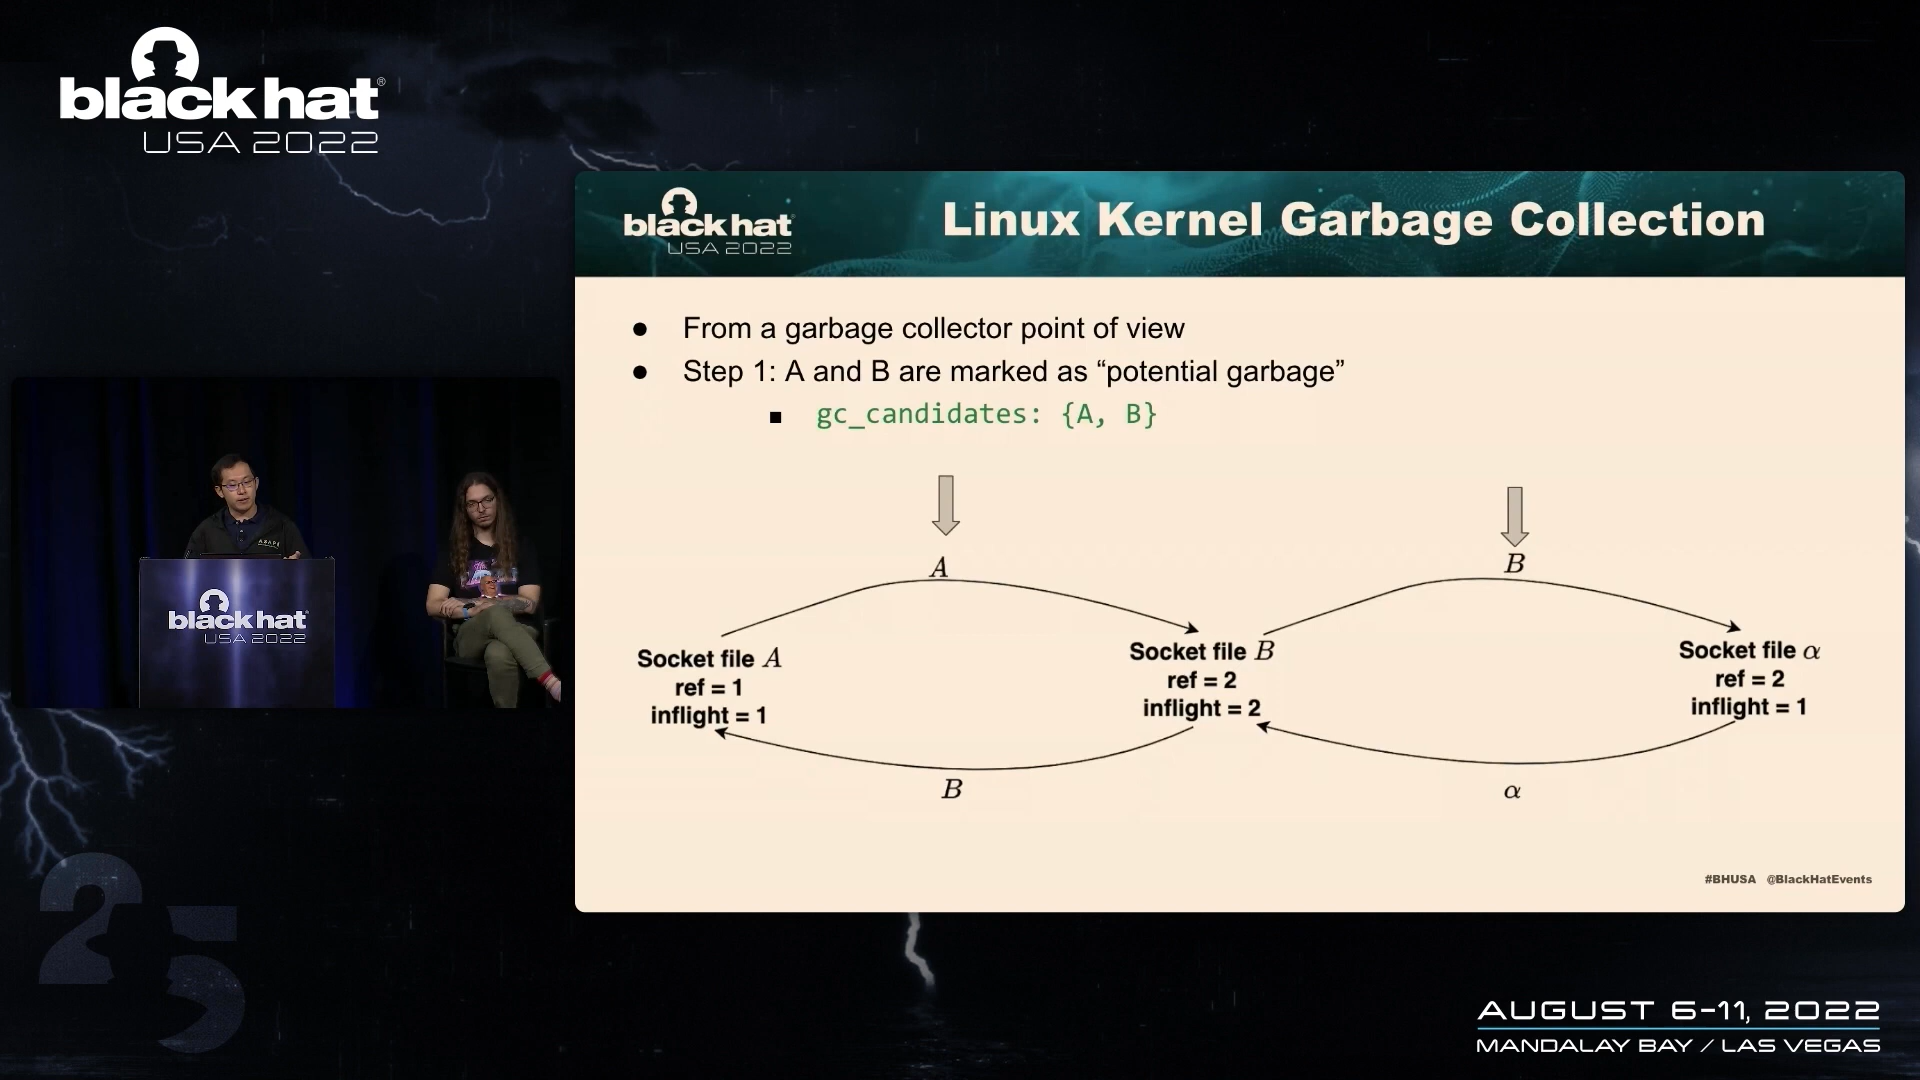 black hat®
USA 2022
black hat
USA 2022
Linux Kernel Garbage Collection
● From a garbage collector point of view
● Step 1: A and B are marked as “potential garbage”
■ gc_candidates: {A, B}
A
B
Socket file A
ref = 1
inflight = 1
Socket file B
ref = 2
inflight = 2
Socket file α
ref = 2
inflight = 1
B
α
#BHUSA @BlackHatEvents
black hat
USA 2022
25
AUGUST 6-11, 2022
MANDALAY BAY / LAS VEGAS